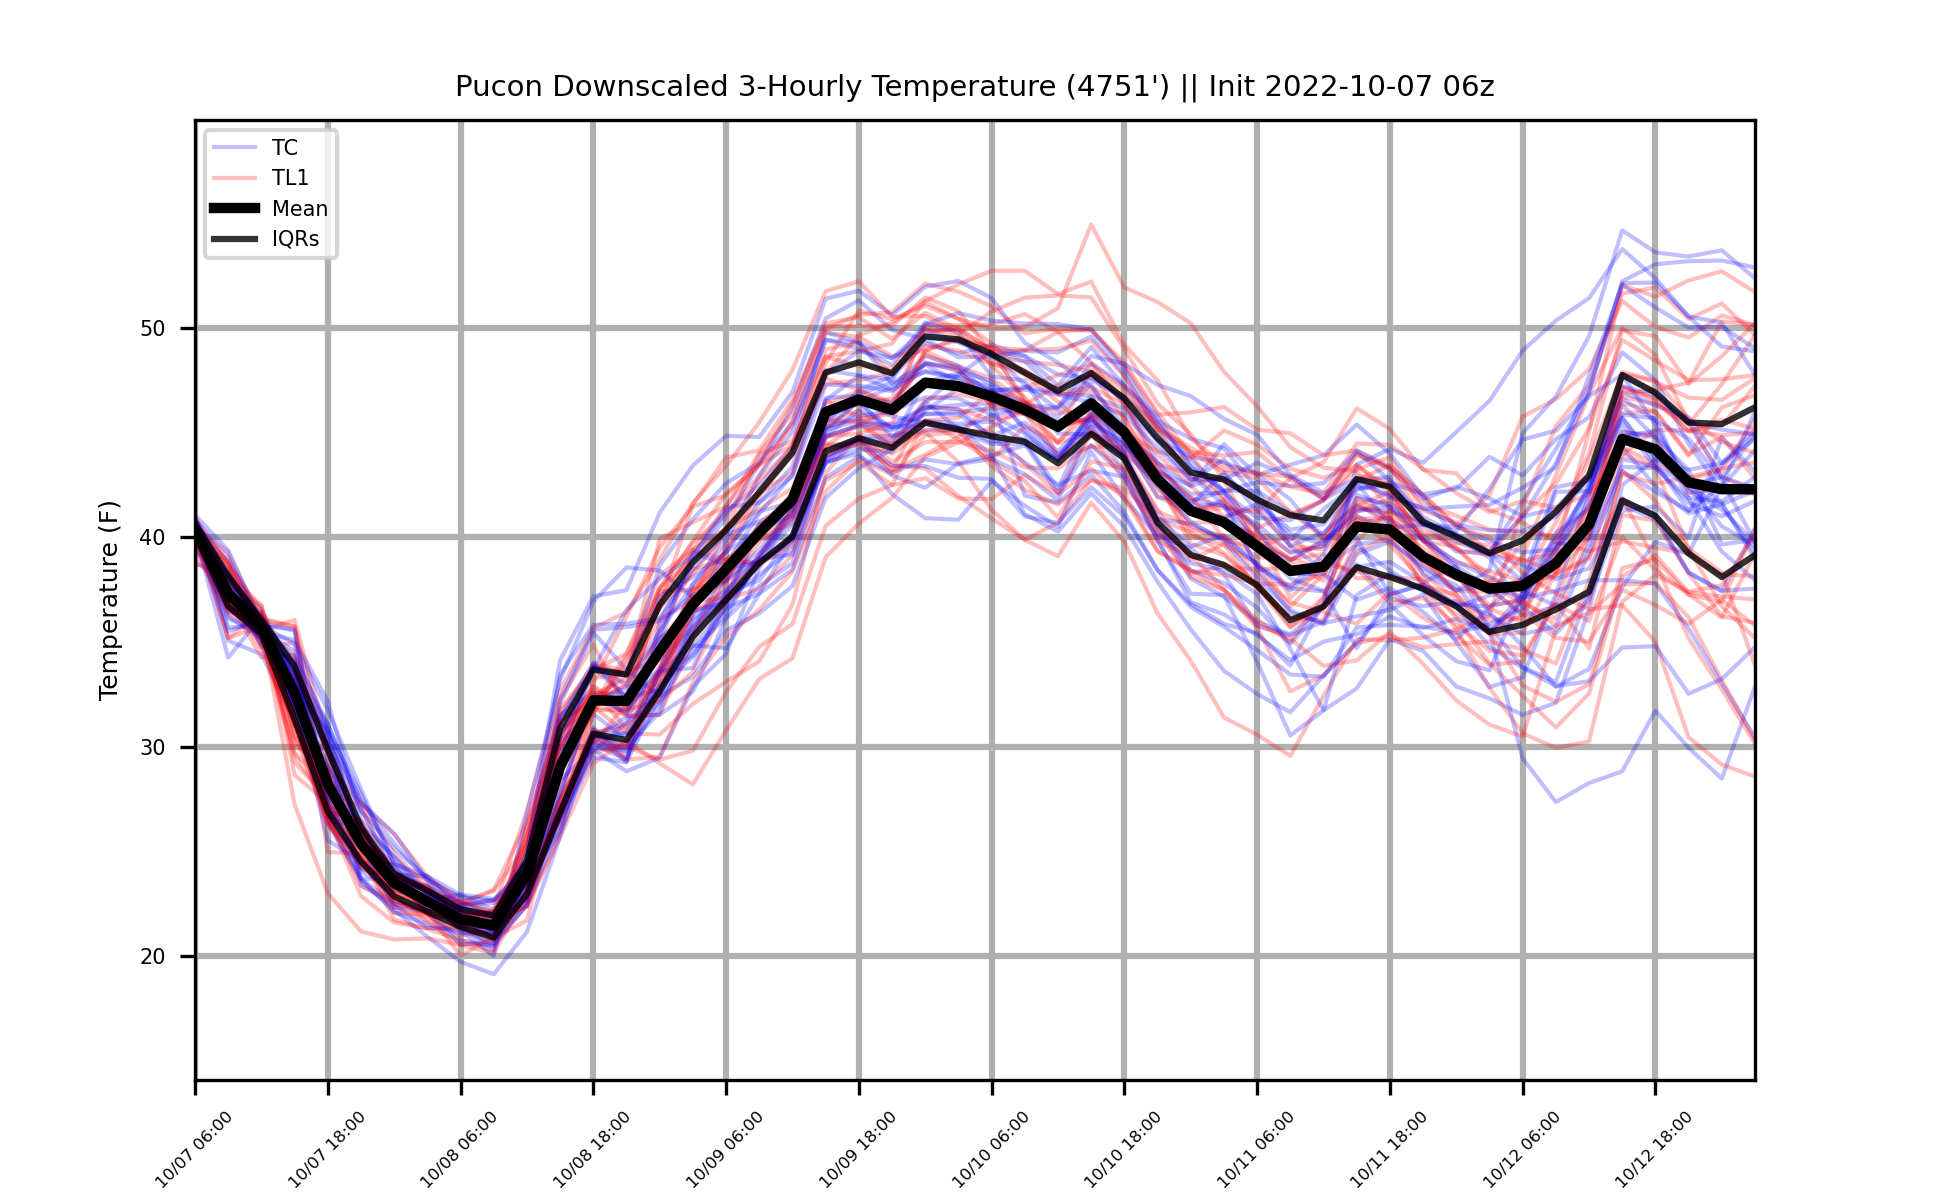 Pucon Downscaled 3-Hourly Temperature (4751') || Init 2022-10-07 06z
TC
TL1
Mean
IQRs
Temperature (F)
50
40
30
20
10/07 06:00
10/07 18:00
10/08 06:00
10/08 18:00
10/09 06:00
10/09 18:00
10/10 06:00
10/10 18:00
10/11 06:00
10/11 18:00
10/12 06:00
10/12 18:00